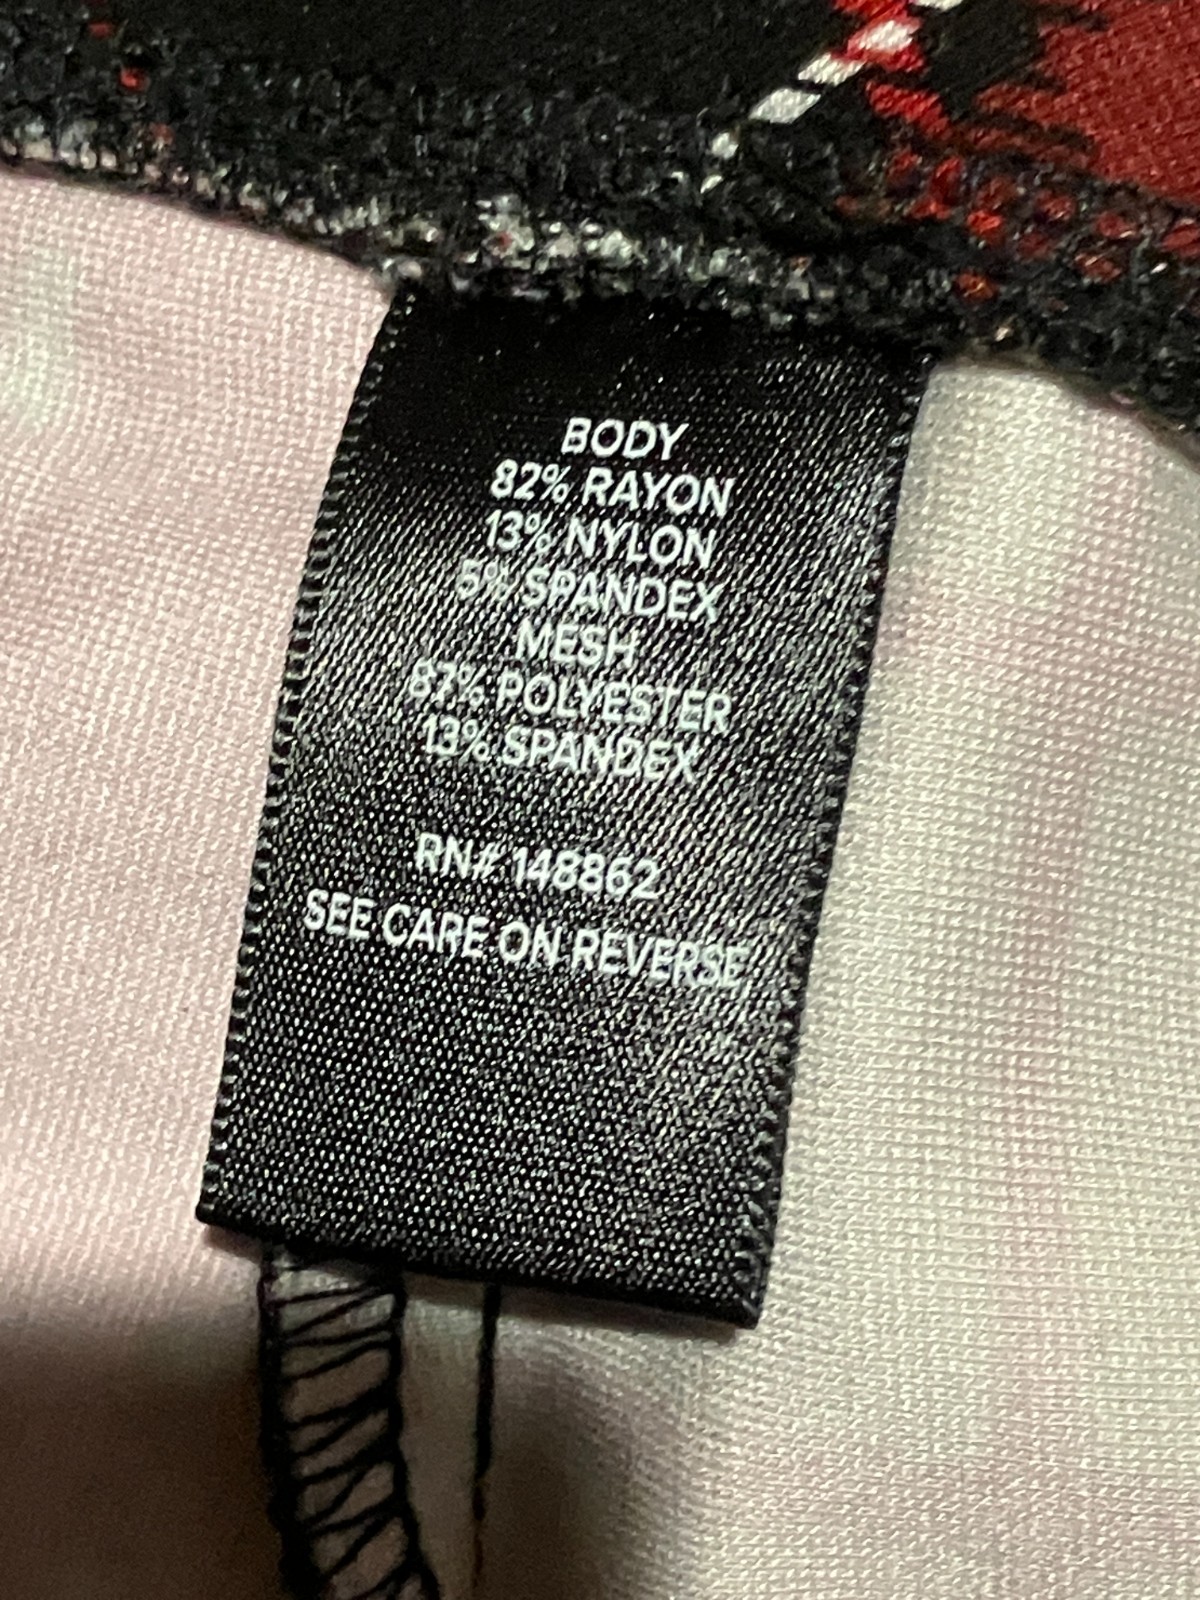 BODY
82% RAYON
13% NYLON
5% SPANDEX
MESH
87% POLYESTER
13% SPANDEX
RN# 148862
SEE CARE ON REVERSE